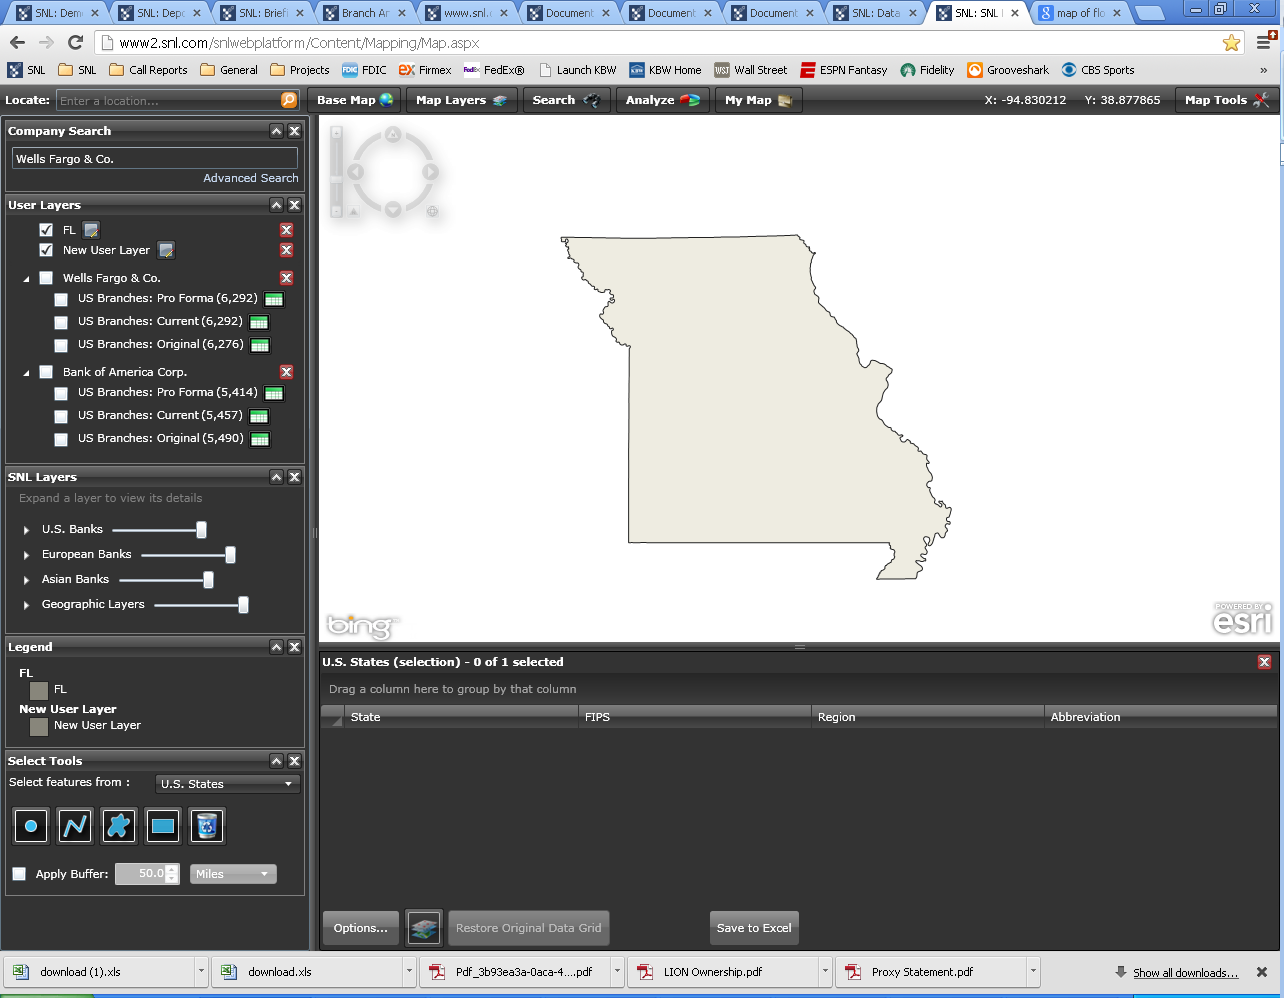 SNL: Dem
SNL: Dep
SNL: Briefi
Branch Ar
www.snl.
Document
Document
Document
SNL: Data
SNL: SNL
map of flo
www2.snl.com/snlwebplatform/Content/Mapping/Map.aspx
SNL
SNL
Call Reports
General
Projects
FDIC FDIC
ex Firmex
FedEx FedEx®
Launch KBW
KBW Home
WSJ Wall Street
ESPN Fantasy
Fidelity
Grooveshark
CBS Sports
»
Locate: Enter a location...
Base Map
Map Layers
Search
Analyze
My Map
X: -94.830212 Y: 38.877865
Map Tools
Company Search
Wells Fargo & Co.
Advanced Search
User Layers
FL
New User Layer
Wells Fargo & Co.
US Branches: Pro Forma (6,292)
US Branches: Current (6,292)
US Branches: Original (6,276)
Bank of America Corp.
US Branches: Pro Forma (5,414)
US Branches: Current (5,457)
US Branches: Original (5,490)
SNL Layers
Expand a layer to view its details
U.S. Banks
European Banks
Asian Banks
Geographic Layers
Legend
FL
FL
New User Layer
New User Layer
Select Tools
Select features from : U.S. States
Apply Buffer: 50.0 Miles
bing™
POWERED BY
esri
U.S. States (selection) - 0 of 1 selected
Drag a column here to group by that column
State FIPS Region Abbreviation
Options...
Restore Original Data Grid
Save to Excel
download (1).xls
download.xls
Pdf_3b93ea3a-0aca-4....pdf
LION Ownership.pdf
Proxy Statement.pdf
Show all downloads...